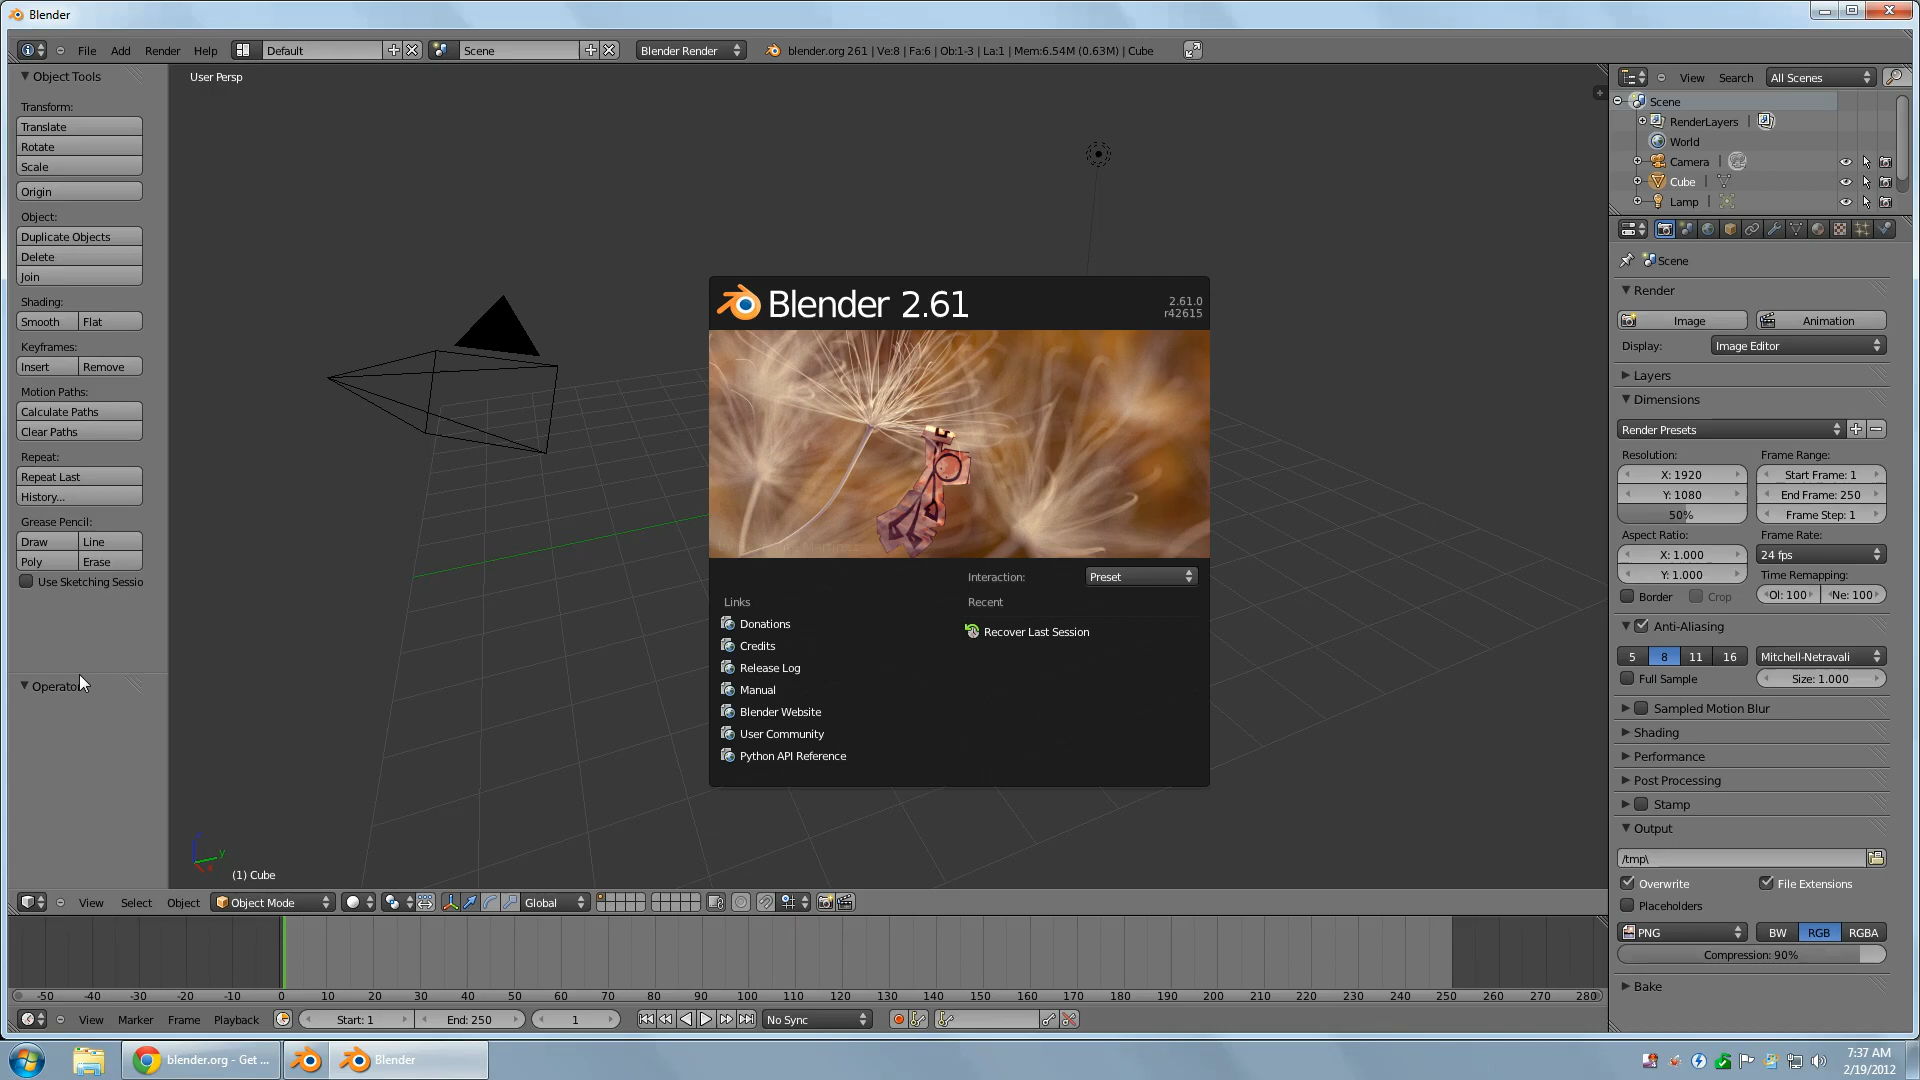 Blender
File Add Render Help Default Scene Blender Render blender.org 261 | Ve:8 | Fa:6 | Ob:1-3 | La:1 | Mem:6.54M (0.63M) | Cube
Object Tools
Transform:
Translate
Rotate
Scale
Origin
Object:
Duplicate Objects
Delete
Join
Shading:
Smooth Flat
Keyframes:
Insert Remove
Motion Paths:
Calculate Paths
Clear Paths
Repeat:
Repeat Last
History...
Grease Pencil:
Draw Line
Poly Erase
Use Sketching Sessio
Operator
User Persp
Blender 2.61
2.61.0
r42615
Interaction: Preset
Links
Donations
Credits
Release Log
Manual
Blender Website
User Community
Python API Reference
Recent
Recover Last Session
y
(1) Cube
View Select Object Object Mode Global
View Search All Scenes
Scene
RenderLayers |
World
Camera |
Cube |
Lamp |
Scene
Render
Image Animation
Display: Image Editor
Layers
Dimensions
Render Presets
Resolution: Frame Range:
X: 1920 Start Frame: 1
Y: 1080 End Frame: 250
50% Frame Step: 1
Aspect Ratio: Frame Rate:
X: 1.000 24 fps
Y: 1.000 Time Remapping:
Border Crop Ol: 100 Ne: 100
Anti-Aliasing
5 8 11 16 Mitchell-Netravali
Full Sample Size: 1.000
Sampled Motion Blur
Shading
Performance
Post Processing
Stamp
Output
/tmp\
Overwrite File Extensions
Placeholders
PNG BW RGB RGBA
Compression: 90%
Bake
-50 -40 -30 -20 -10 0 10 20 30 40 50 60 70 80 90 100 110 120 130 140 150 160 170 180 190 200 210 220 230 240 250 260 270 280
View Marker Frame Playback Start: 1 End: 250 1 No Sync
blender.org - Get ... Blender
7:37 AM
2/19/2012